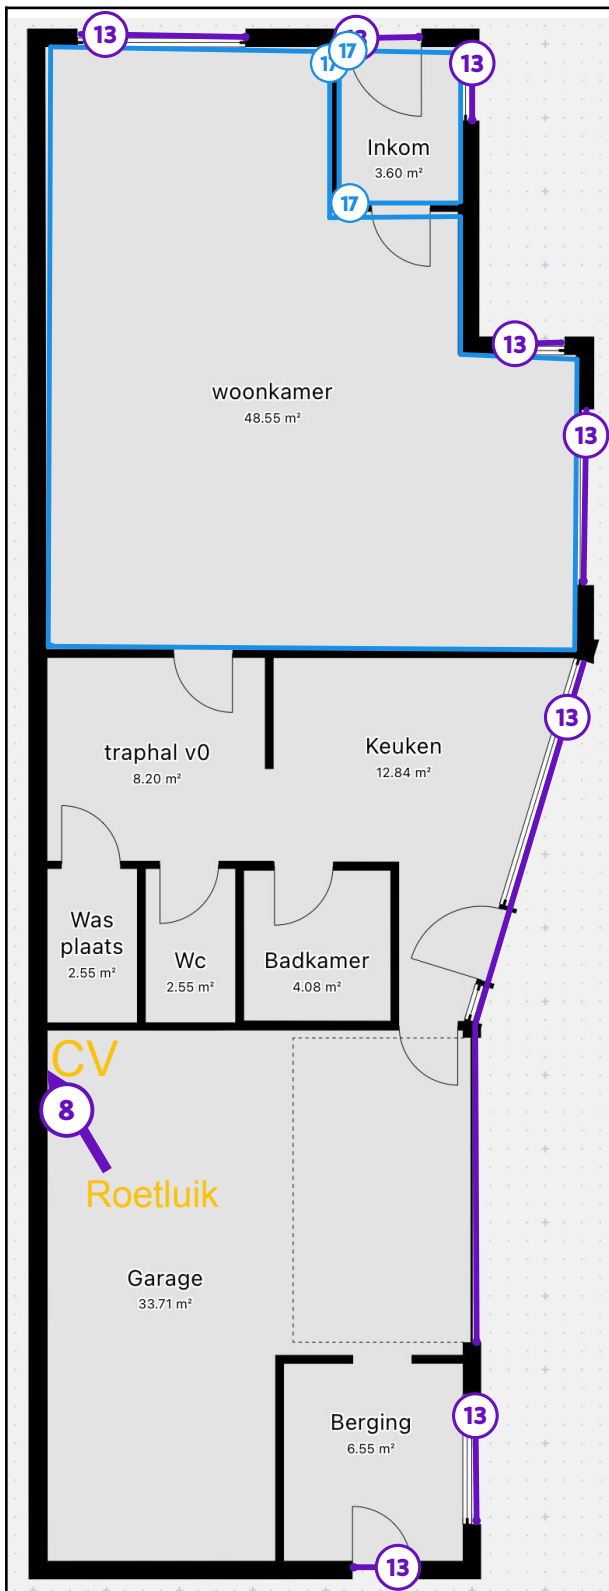 13
13
17
17
13
Inkom
3.60 m²
17
13
woonkamer
48.55 m²
13
13
Keuken
12.84 m²
traphal v0
8.20 m²
Was
plaats
2.55 m²
Wc
2.55 m²
Badkamer
4.08 m²
CV
8
Roetluik
Garage
33.71 m²
13
Berging
6.55 m²
13